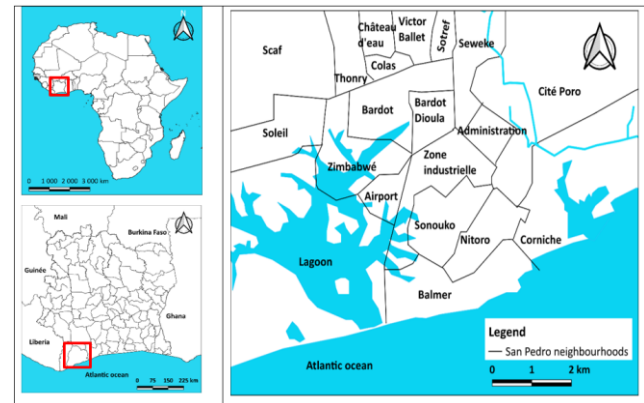 N
0 1 000 2 000 3 000 km
Mali
Burkina Faso
Guinée
Ghana
Liberia
Atlantic ocean
0 75 150 225 km
Scaf
Château
d'eau
Victor
Ballet
Sotref
Seweke
Colas
Thonry
Cité Poro
Bardot
Bardot
Dioula
Soleil
Administration
Zimbabwé
Zone
industrielle
Airport
Sonouko
Nitoro
Corniche
Lagoon
Balmer
Legend
San Pedro neighbourhoods
0 1 2 km
Atlantic ocean